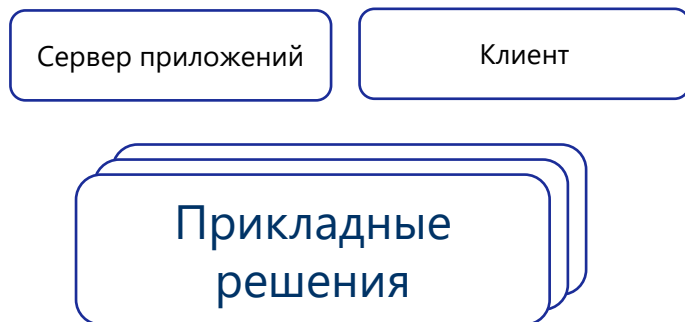 Сервер приложений
Клиент
Прикладные
решения